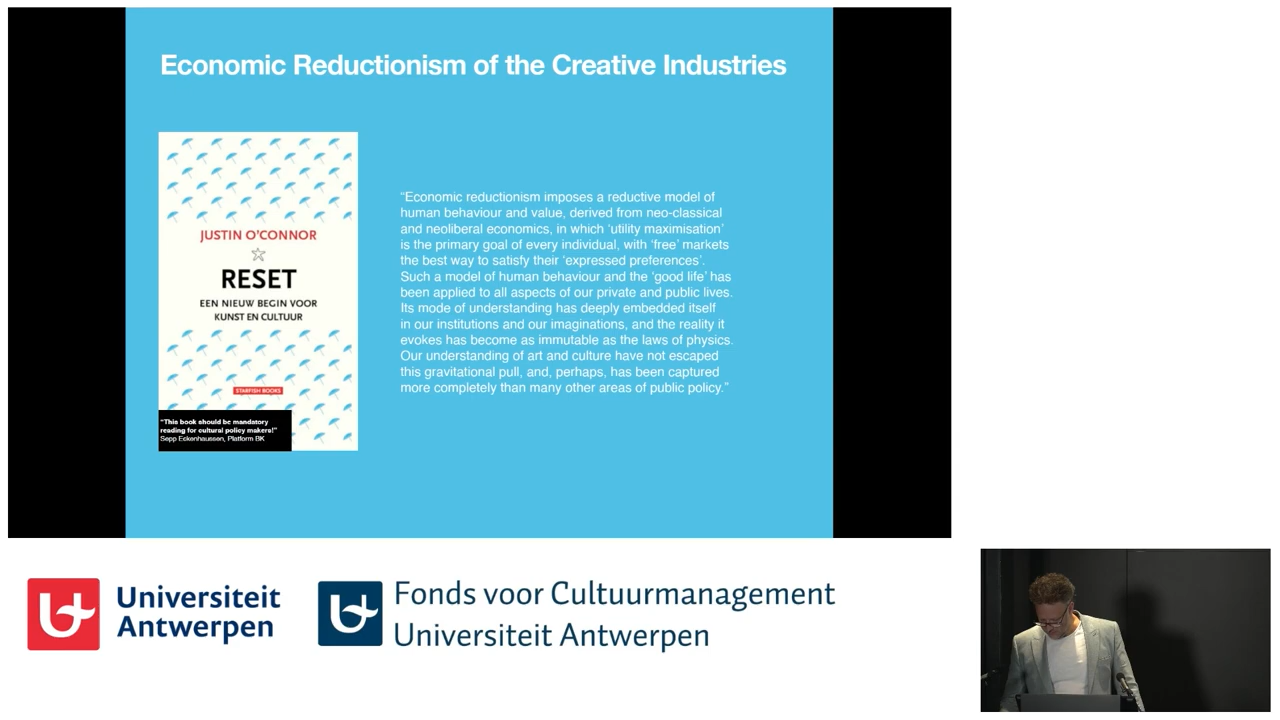 Economic Reductionism of the Creative Industries
JUSTIN O'CONNOR
RESET
EEN NIEUW BEGIN VOOR
KUNST EN CULTUUR
STARFISH BOOKS
"This book should be mandatory
reading for cultural policy makers!"
Sepp Eckenhaussen, Platform BK
“Economic reductionism imposes a reductive model of
human behaviour and value, derived from neo-classical
and neoliberal economics, in which ‘utility maximisation’
is the primary goal of every individual, with ‘free’ markets
the best way to satisfy their ‘expressed preferences’.
Such a model of human behaviour and the ‘good life’ has
been applied to all aspects of our private and public lives.
Its mode of understanding has deeply embedded itself
in our institutions and our imaginations, and the reality it
evokes has become as immutable as the laws of physics.
Our understanding of art and culture have not escaped
this gravitational pull, and, perhaps, has been captured
more completely than many other areas of public policy.”
Universiteit
Antwerpen
Fonds voor Cultuurmanagement
Universiteit Antwerpen